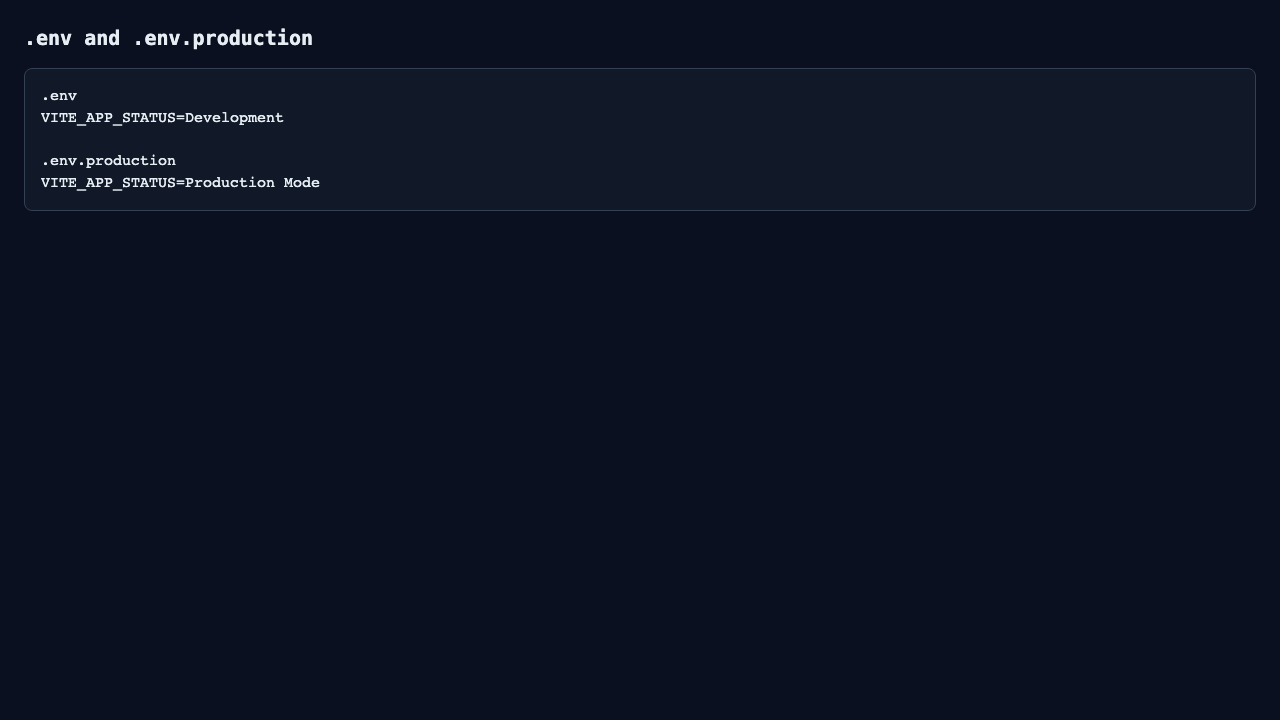 .env and .env.production
.env
VITE_APP_STATUS=Development
.env.production
VITE_APP_STATUS=Production Mode